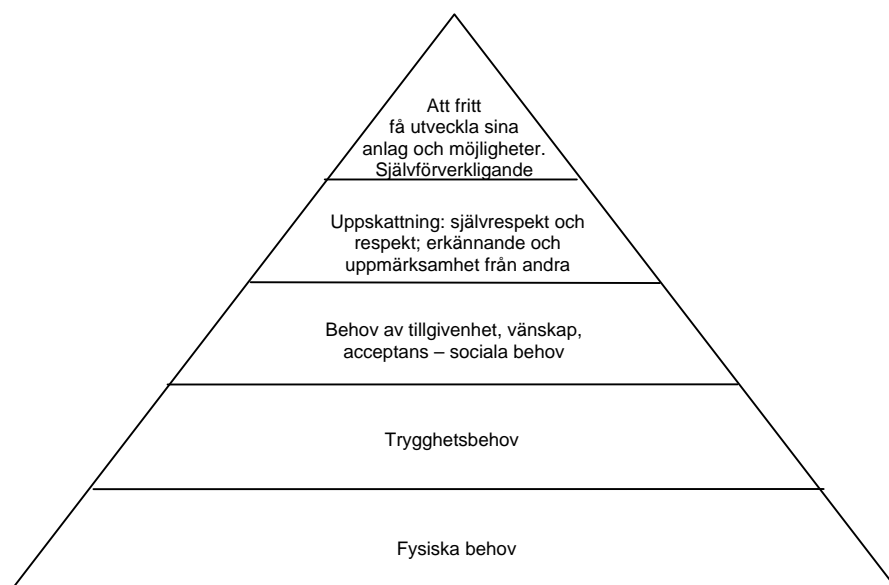 Att fritt
få utveckla sina
anlag och möjligheter.
Självförverkligande
Uppskattning: självrespekt och
respekt; erkännande och
uppmärksamhet från andra
Behov av tillgivenhet, vänskap,
acceptans – sociala behov
Trygghetsbehov
Fysiska behov